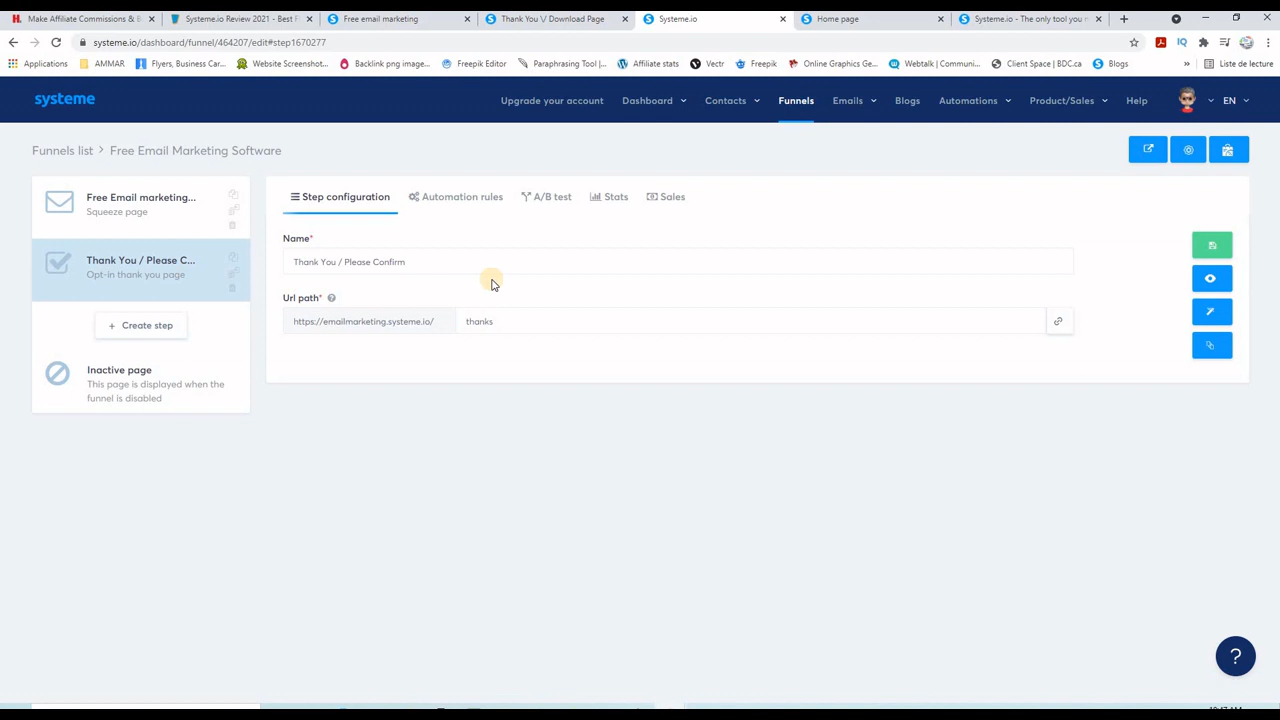 Make Affiliate Commissions & B
Systeme.io Review 2021 - Best F
Free email marketing
Thank You \/ Download Page
Systeme.io
Home page
Systeme.io - The only tool you n
systeme.io/dashboard/funnel/464207/edit#step1670277
Applications
AMMAR
Flyers, Business Car...
Website Screenshot...
Backlink png image...
Freepik Editor
Paraphrasing Tool |...
Affiliate stats
Vectr
Freepik
Online Graphics Ge...
Webtalk | Communi...
Client Space | BDC.ca
Blogs
»
Liste de lecture
systeme
Upgrade your account
Dashboard
Contacts
Funnels
Emails
Blogs
Automations
Product/Sales
Help
EN
Funnels list > Free Email Marketing Software
Free Email marketing...
Squeeze page
Thank You / Please C...
Opt-in thank you page
+ Create step
Inactive page
This page is displayed when the
funnel is disabled
Step configuration
Automation rules
A/B test
Stats
Sales
Name*
Thank You / Please Confirm
Url path* ?
https://emailmarketing.systeme.io/
thanks
?